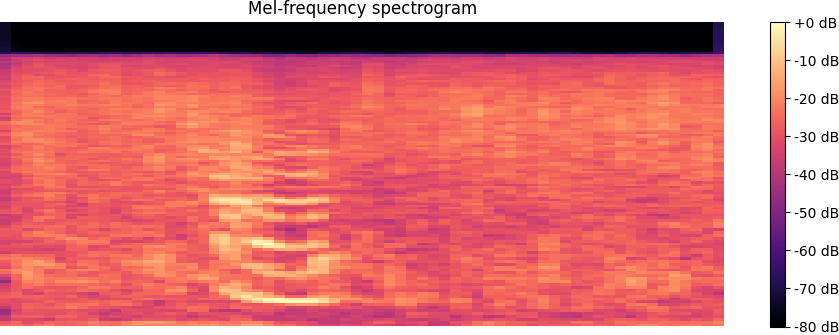 Mel-frequency spectrogram
+0 dB
-10 dB
-20 dB
-30 dB
-40 dB
-50 dB
-60 dB
-70 dB
-80 dB